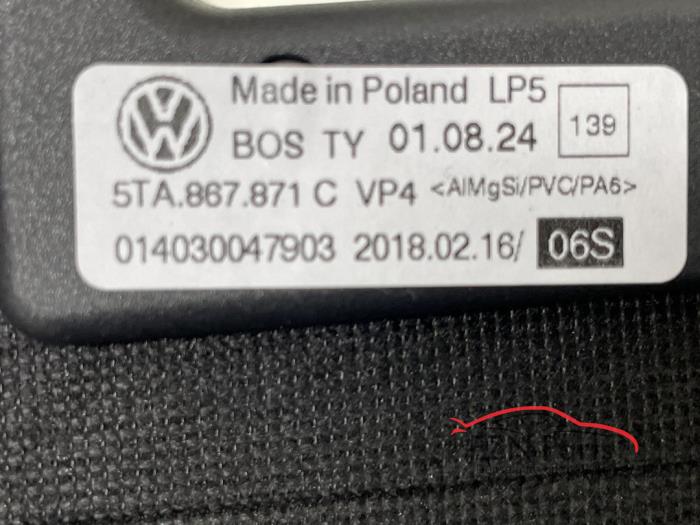 Made in Poland LP5
139
BOS TY 01.08.24
5TA.867.871 C VP4 <AlMgSi/PVC/PA6>
014030047903 2018.02.16/ 06S